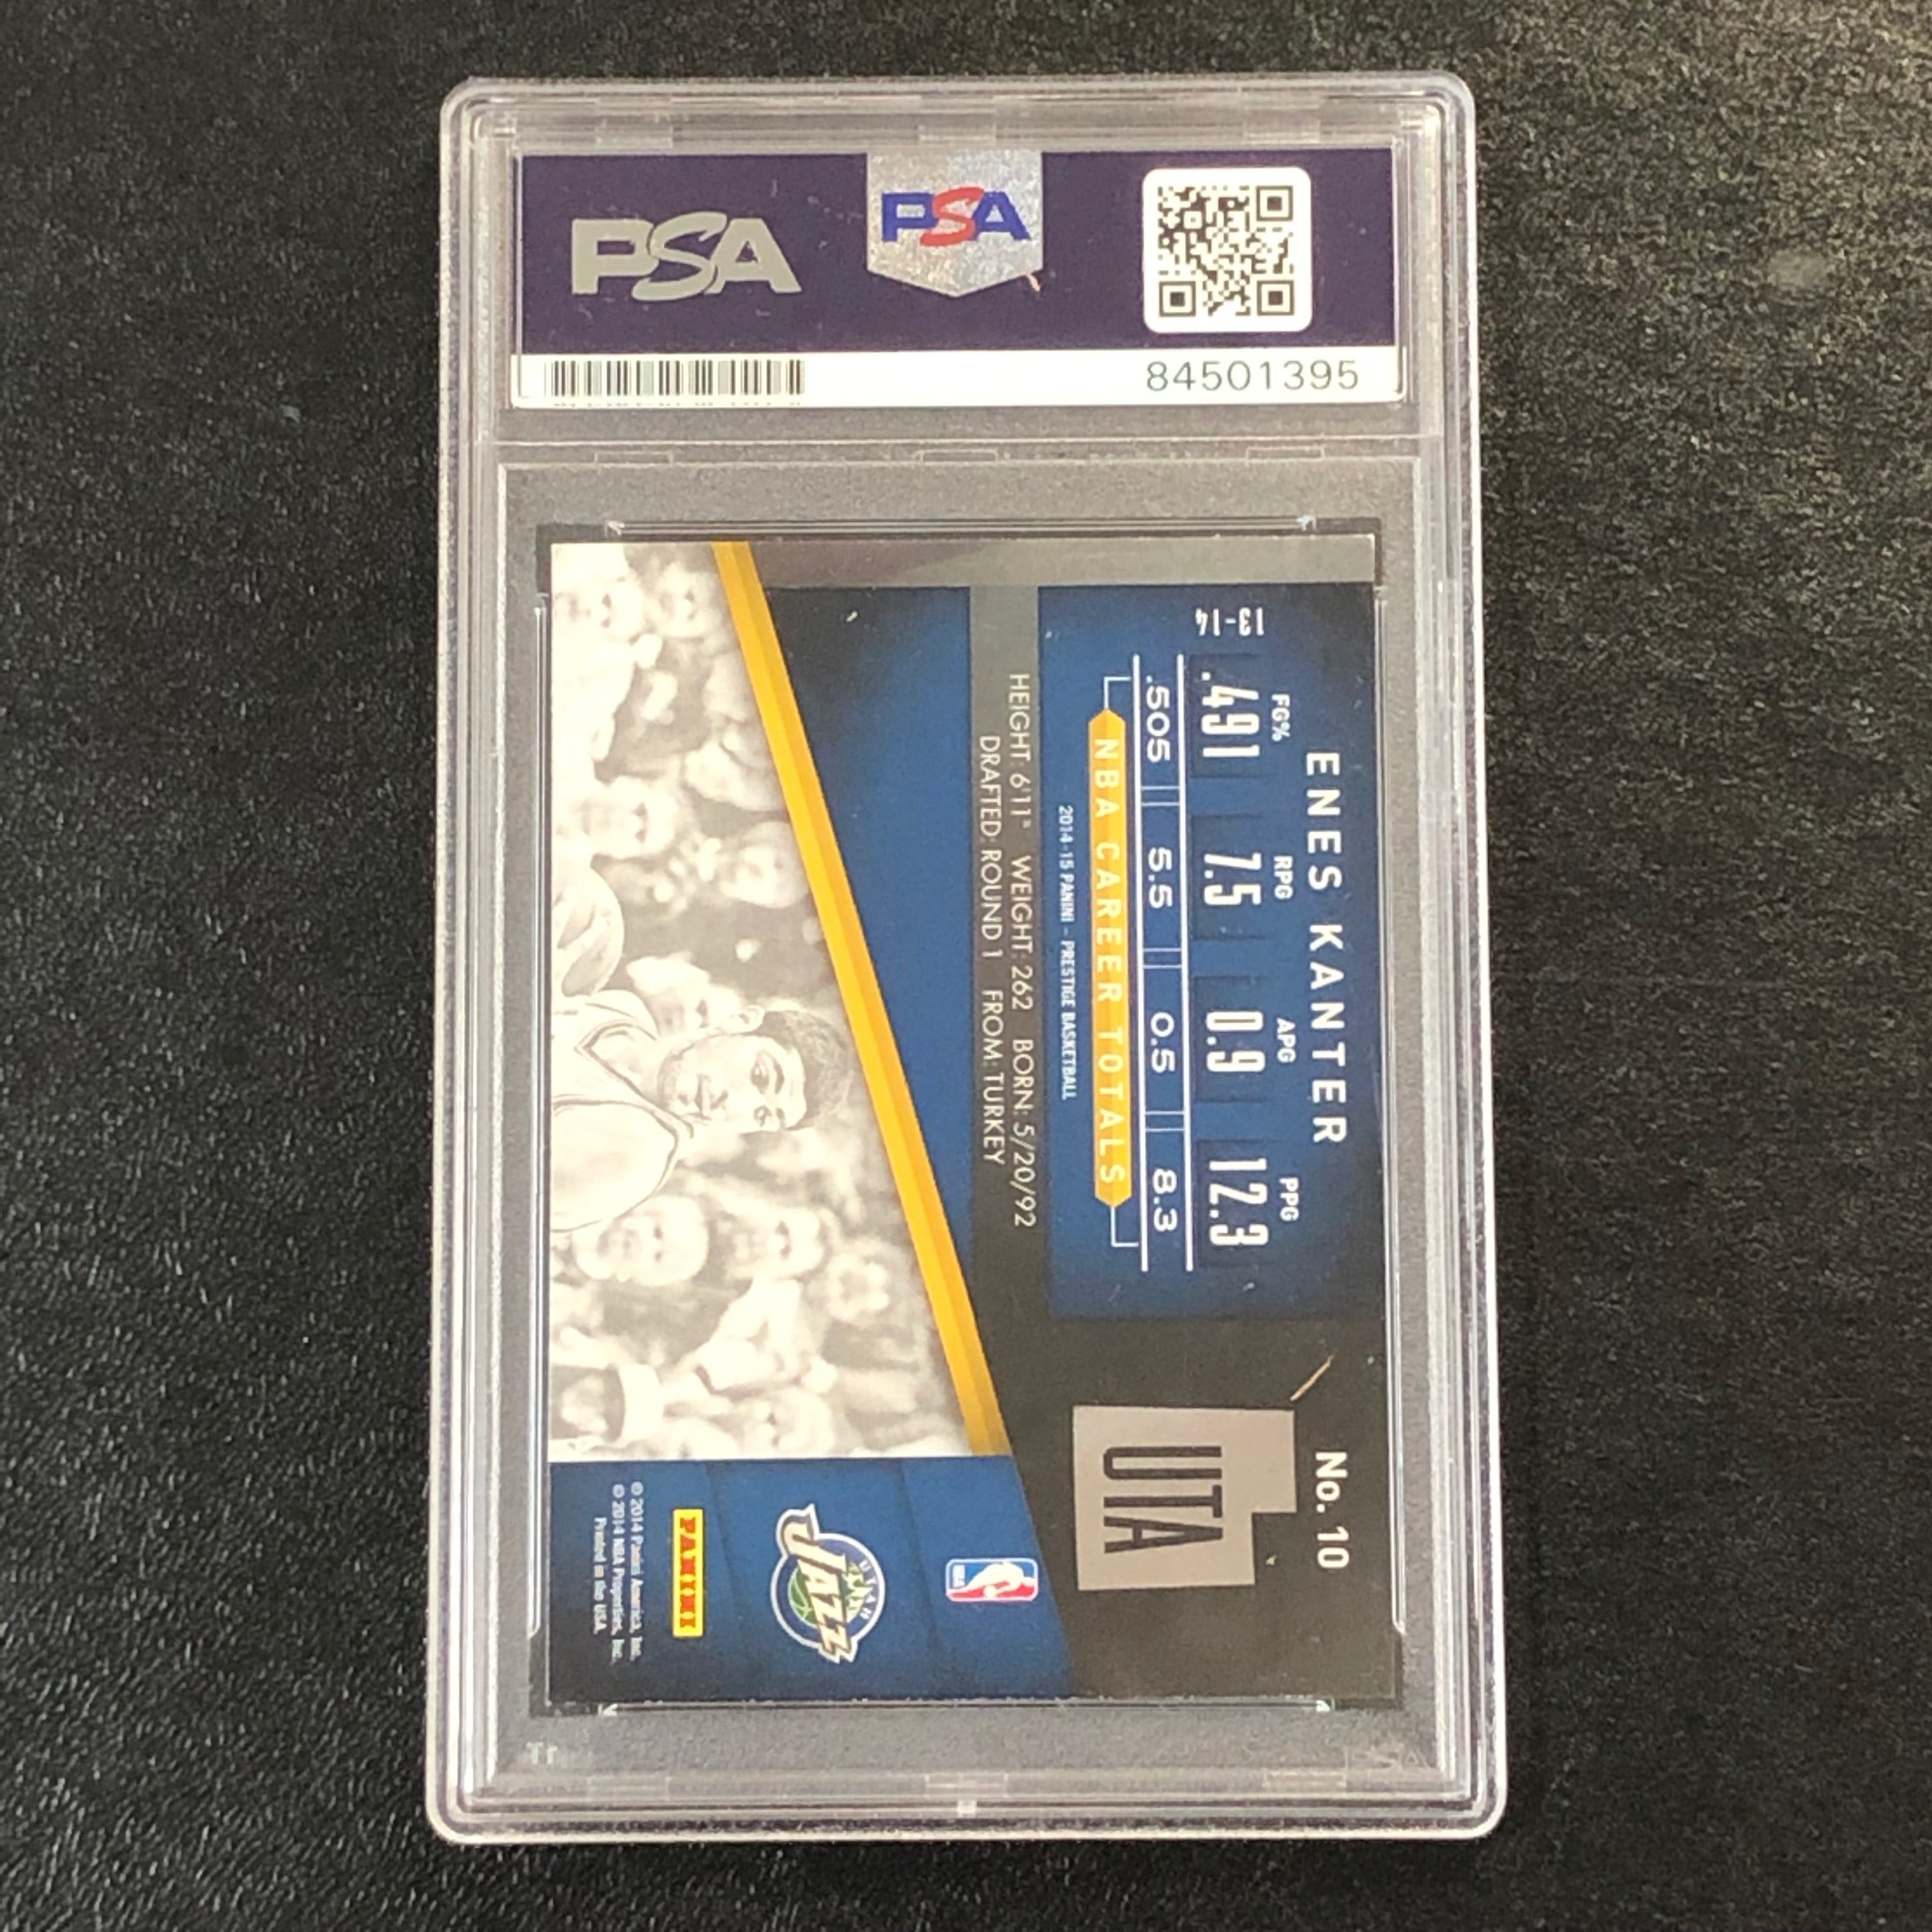 PSA
PSA
84501395
ENES KANTER
No. 10
FG% RPG APG PPG
13-14 .491 7.5 0.9 12.3
.505 5.5 0.5 8.3
NBA CAREER TOTALS
2014-15 PANINI - PRESTIGE BASKETBALL
HEIGHT: 6'11" WEIGHT: 262 BORN: 5/20/92
DRAFTED: ROUND 1 FROM: TURKEY
UTA
NBA
UTAH
JAZZ
PANINI
© 2014 Panini America, Inc.
© 2014 NBA Properties, Inc.
Printed in the USA
PSA